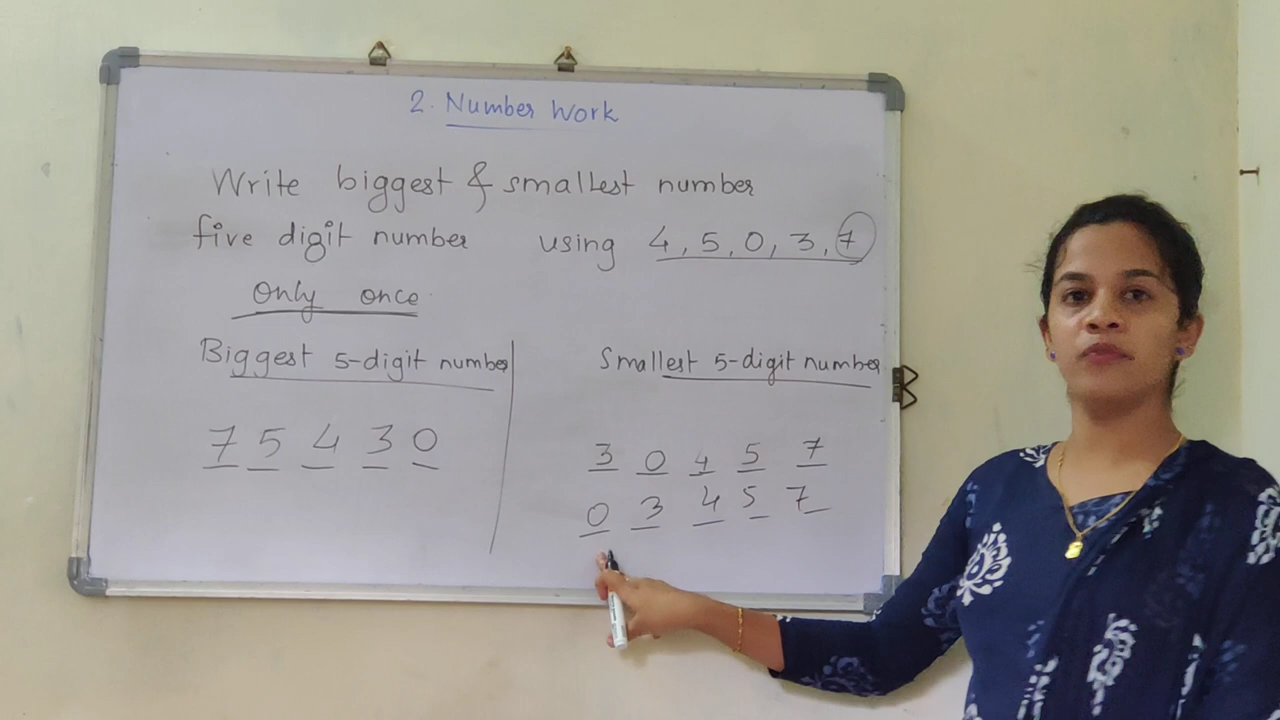 2. Number Work
Write biggest & smallest number
five digit number using 4, 5, 0, 3, 7
Only once
Biggest 5-digit number
7 5 4 3 0
Smallest 5-digit number
3 0 4 5 7
0 3 4 5 7